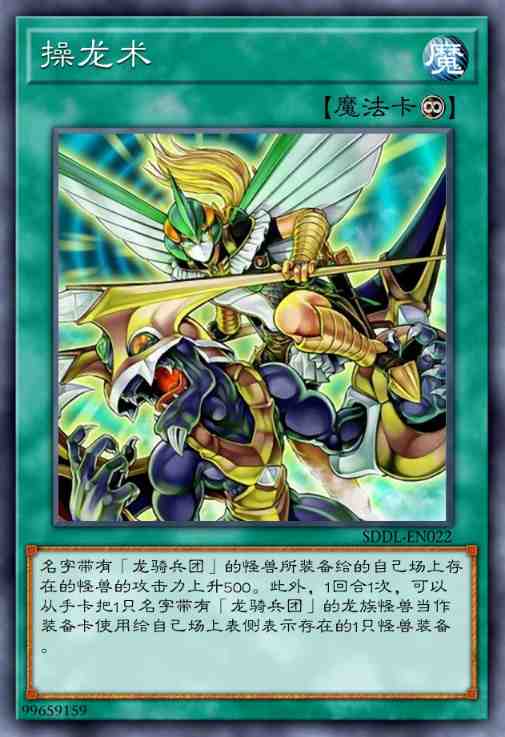 操龙术
魔
【魔法卡】
SDDL-EN022
名字带有「龙骑兵团」的怪兽所装备给的自己场上存
在的怪兽的攻击力上升500。此外，1回合1次，可以
从手卡把1只名字带有「龙骑兵团」的龙族怪兽当作
装备卡使用给自己场上表侧表示存在的1只怪兽装备
。
99659159